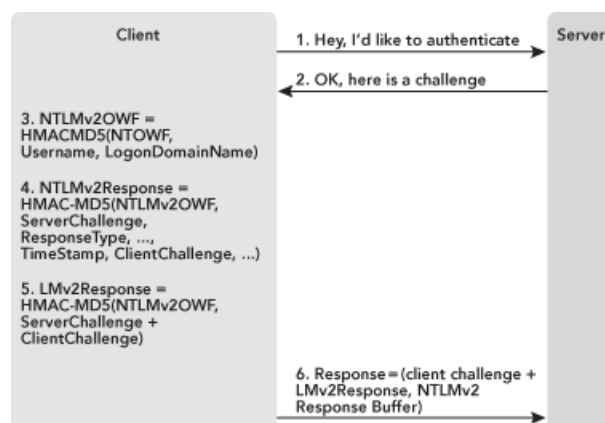 Client
Server
1. Hey, I'd like to authenticate
2. OK, here is a challenge
3. NTLMv2OWF =
HMACMD5(NTOWF,
Username, LogonDomainName)
4. NTLMv2Response =
HMAC-MD5(NTLMv2OWF,
ServerChallenge,
ResponseType, ...,
TimeStamp, ClientChallenge, ...)
5. LMv2Response =
HMAC-MD5(NTLMv2OWF,
ServerChallenge +
ClientChallenge)
6. Response=(client challenge +
LMv2Response, NTLMv2
Response Buffer)